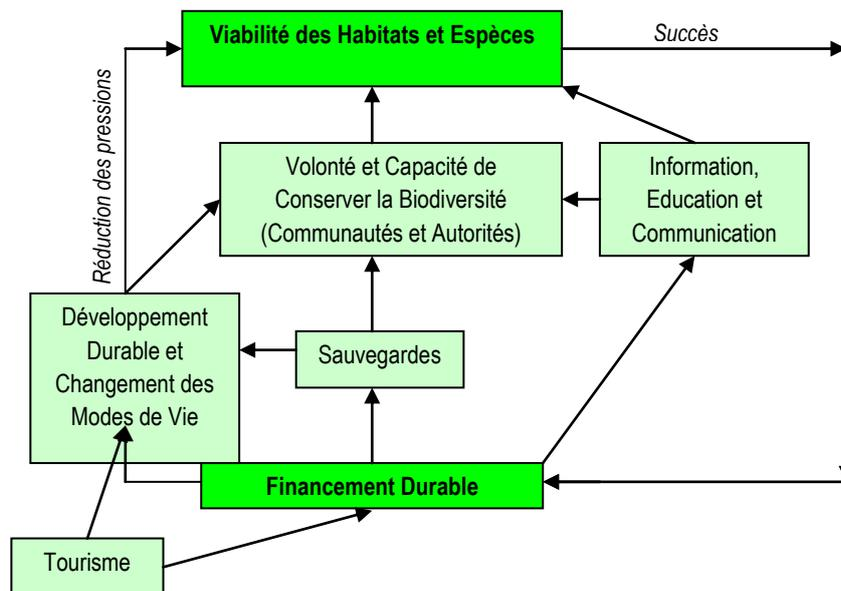 Viabilité des Habitats et Espèces
Succès
Réduction des pressions
Volonté et Capacité de
Conserver la Biodiversité
(Communautés et Autorités)
Information,
Education et
Communication
Développement
Durable et
Changement des
Modes de Vie
Sauvegardes
Financement Durable
Tourisme